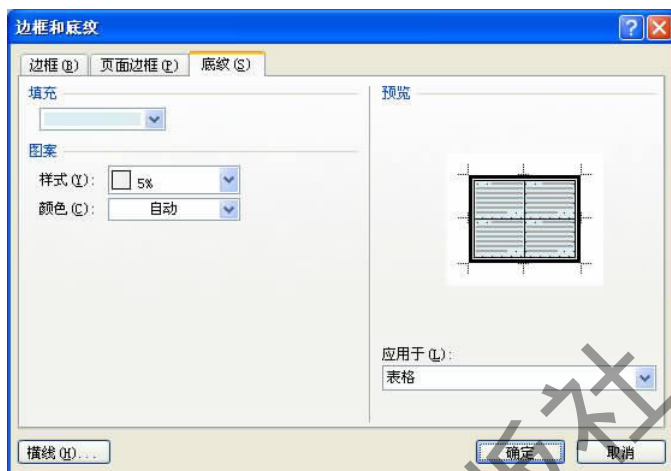 边框和底纹
边框(B) 页面边框(P) 底纹(S)
填充
预览
图案
样式(Y): 5%
颜色(C): 自动
应用于(L):
表格
横线(H)... 确定 取消